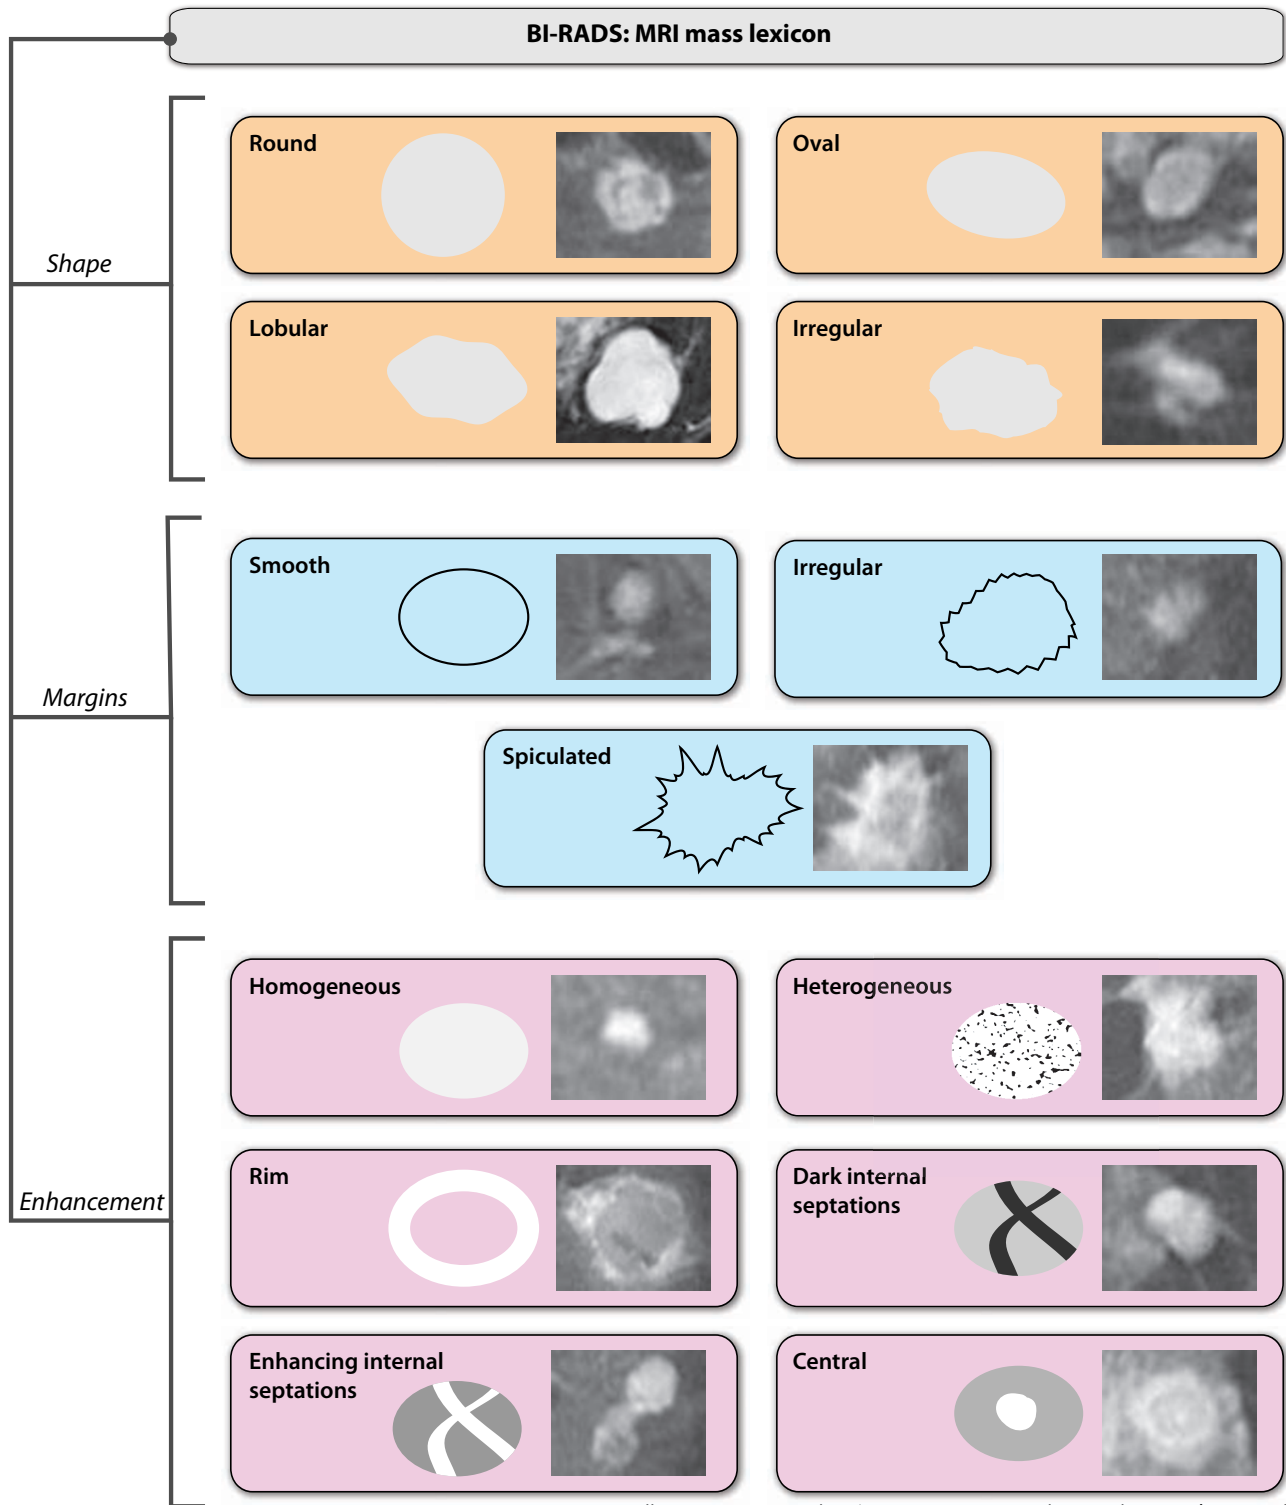 BI-RADS: MRI mass lexicon
Shape
Round
Oval
Lobular
Irregular
Margins
Smooth
Irregular
Spiculated
Enhancement
Homogeneous
Heterogeneous
Rim
Dark internal
septations
Enhancing internal
septations
Central